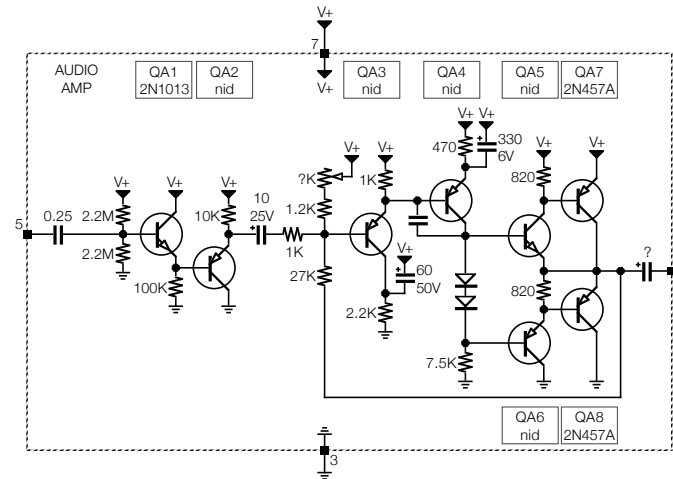 V+
7
V+
AUDIO
AMP
QA1
2N1013
QA2
nid
QA3
nid
QA4
nid
QA5
nid
QA7
2N457A
V+
V+
470
330
6V
V+
V+
V+
V+
820
?K
1K
V+
V+
V+
1.2K
10K
10
25V
5
0.25
2.2M
2.2M
1K
V+
60
50V
27K
100K
820
?
2.2K
7.5K
QA6
nid
QA8
2N457A
3